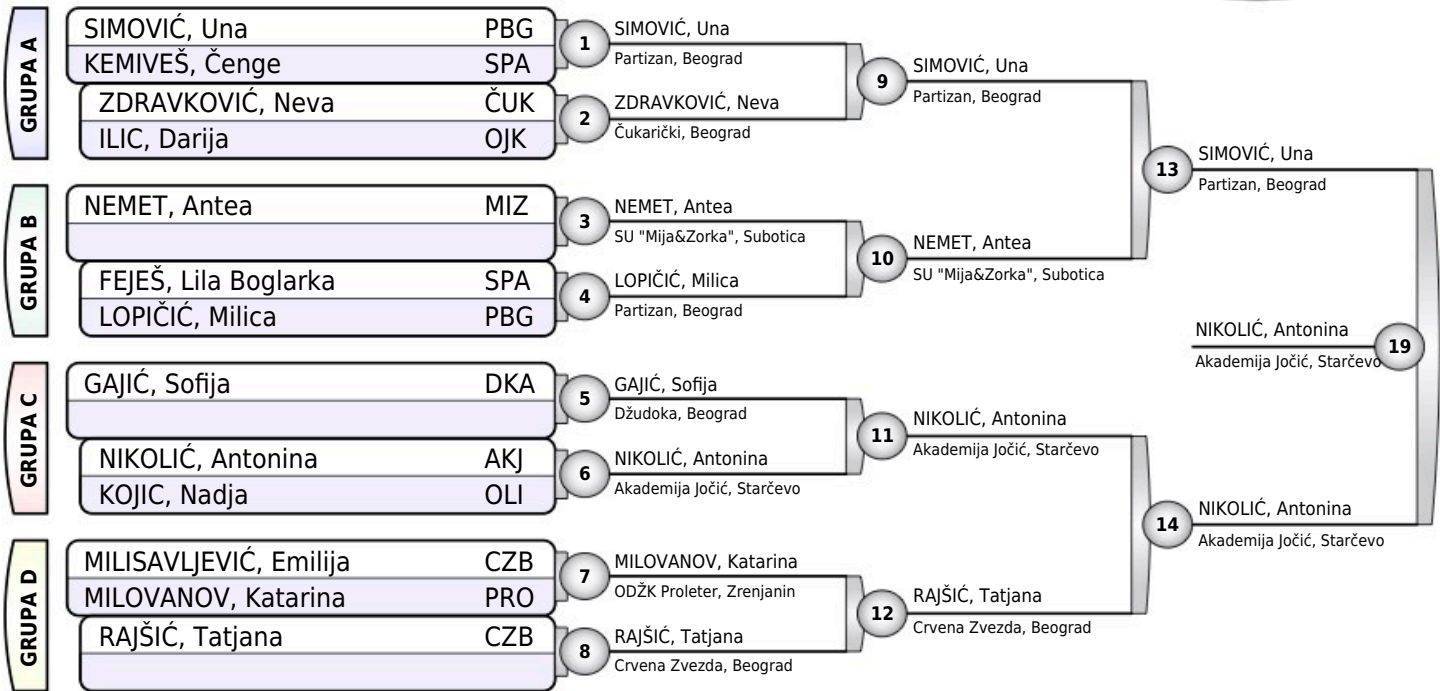 GRUPA A
SIMOVIĆ, Una PBG
KEMIVEŠ, Čenge SPA
ZDRAVKOVIĆ, Neva ČUK
ILIC, Darija OJK
GRUPA B
NEMET, Antea MIZ
FEJEŠ, Lila Boglarka SPA
LOPIČIĆ, Milica PBG
GRUPA C
GAJIĆ, Sofija DKA
NIKOLIĆ, Antonina AKJ
KOJIC, Nadja OLI
GRUPA D
MILISAVLJEVIĆ, Emilija CZB
MILOVANOV, Katarina PRO
RAJŠIĆ, Tatjana CZB
1
SIMOVIĆ, Una
Partizan, Beograd
2
ZDRAVKOVIĆ, Neva
Čukarički, Beograd
3
NEMET, Antea
SU "Mija&Zorka", Subotica
4
LOPIČIĆ, Milica
Partizan, Beograd
5
GAJIĆ, Sofija
Džudoka, Beograd
6
NIKOLIĆ, Antonina
Akademija Jočić, Starčevo
7
MILOVANOV, Katarina
ODŽK Proleter, Zrenjanin
8
RAJŠIĆ, Tatjana
Crvena Zvezda, Beograd
9
SIMOVIĆ, Una
Partizan, Beograd
10
NEMET, Antea
SU "Mija&Zorka", Subotica
11
NIKOLIĆ, Antonina
Akademija Jočić, Starčevo
12
RAJŠIĆ, Tatjana
Crvena Zvezda, Beograd
13
SIMOVIĆ, Una
Partizan, Beograd
14
NIKOLIĆ, Antonina
Akademija Jočić, Starčevo
NIKOLIĆ, Antonina
Akademija Jočić, Starčevo
19